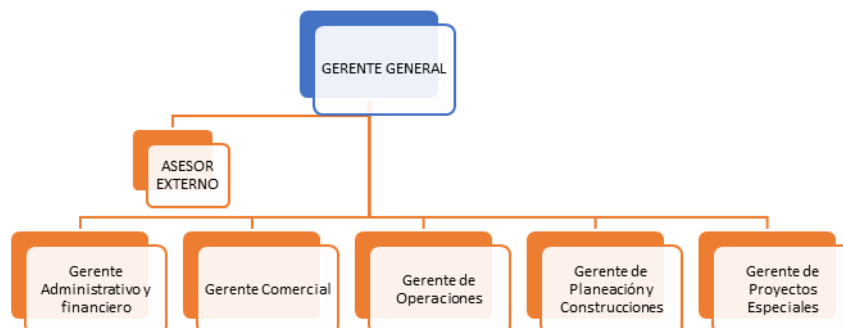 GERENTE GENERAL
ASESOR
EXTERNO
Gerente
Administrativo y
financiero
Gerente Comercial
Gerente de
Operaciones
Gerente de
Planeación y
Construcciones
Gerente de
Proyectos
Especiales